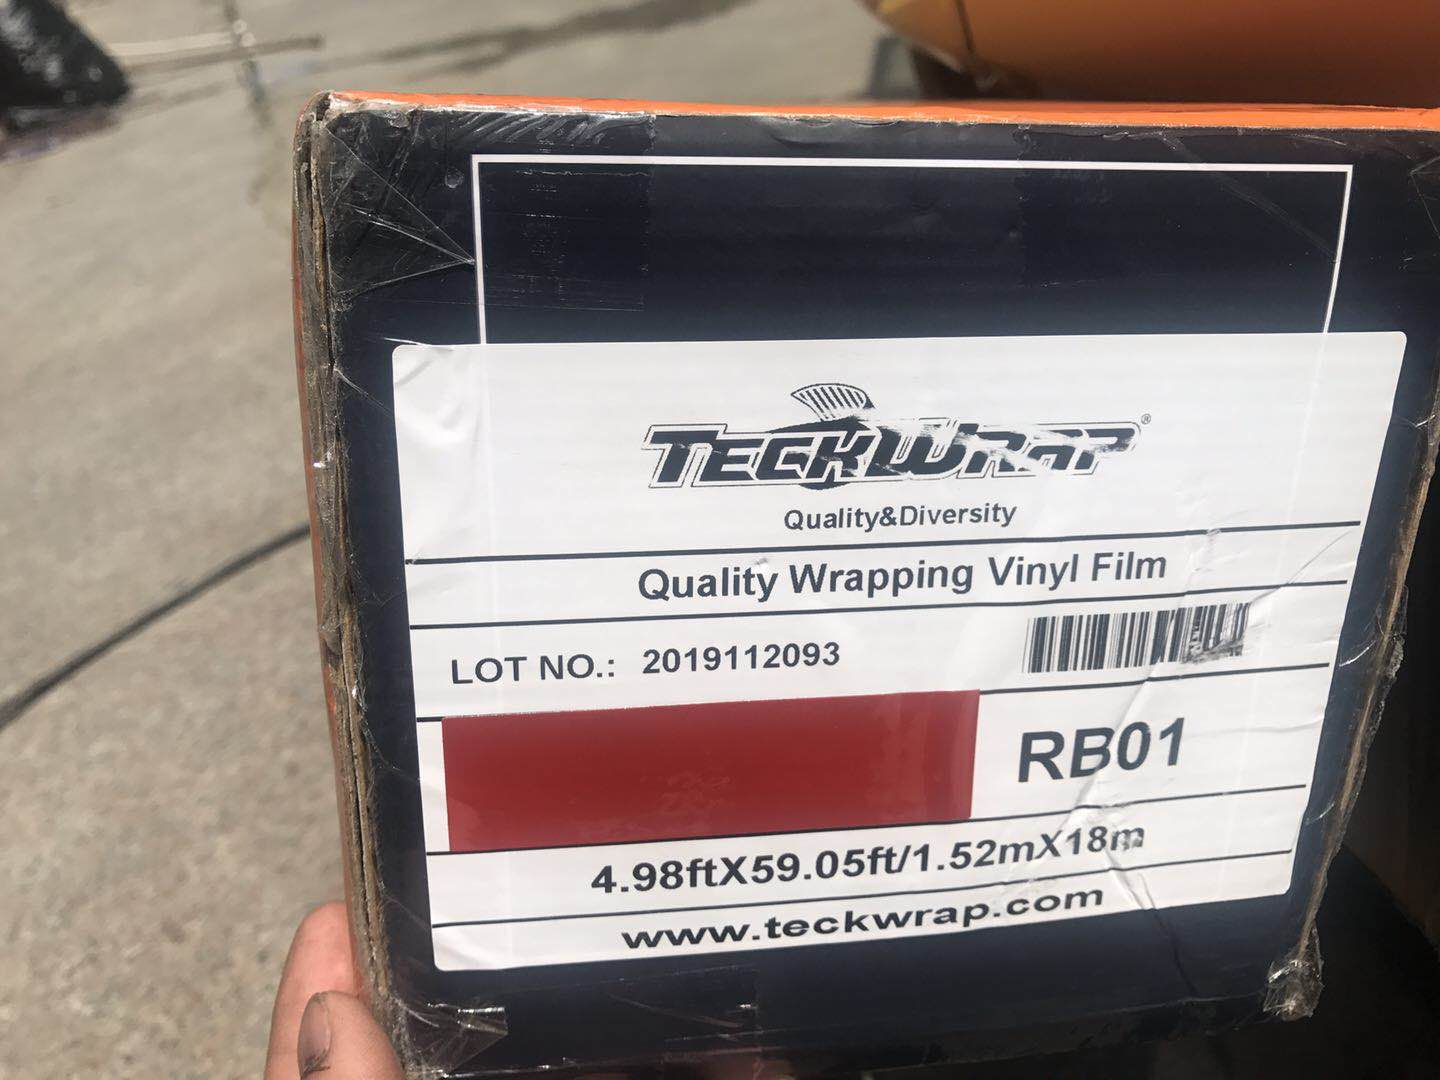 TECKWRAP®
Quality&Diversity
Quality Wrapping Vinyl Film
LOT NO.: 2019112093
RB01
4.98ftX59.05ft/1.52mX18m
www.teckwrap.com